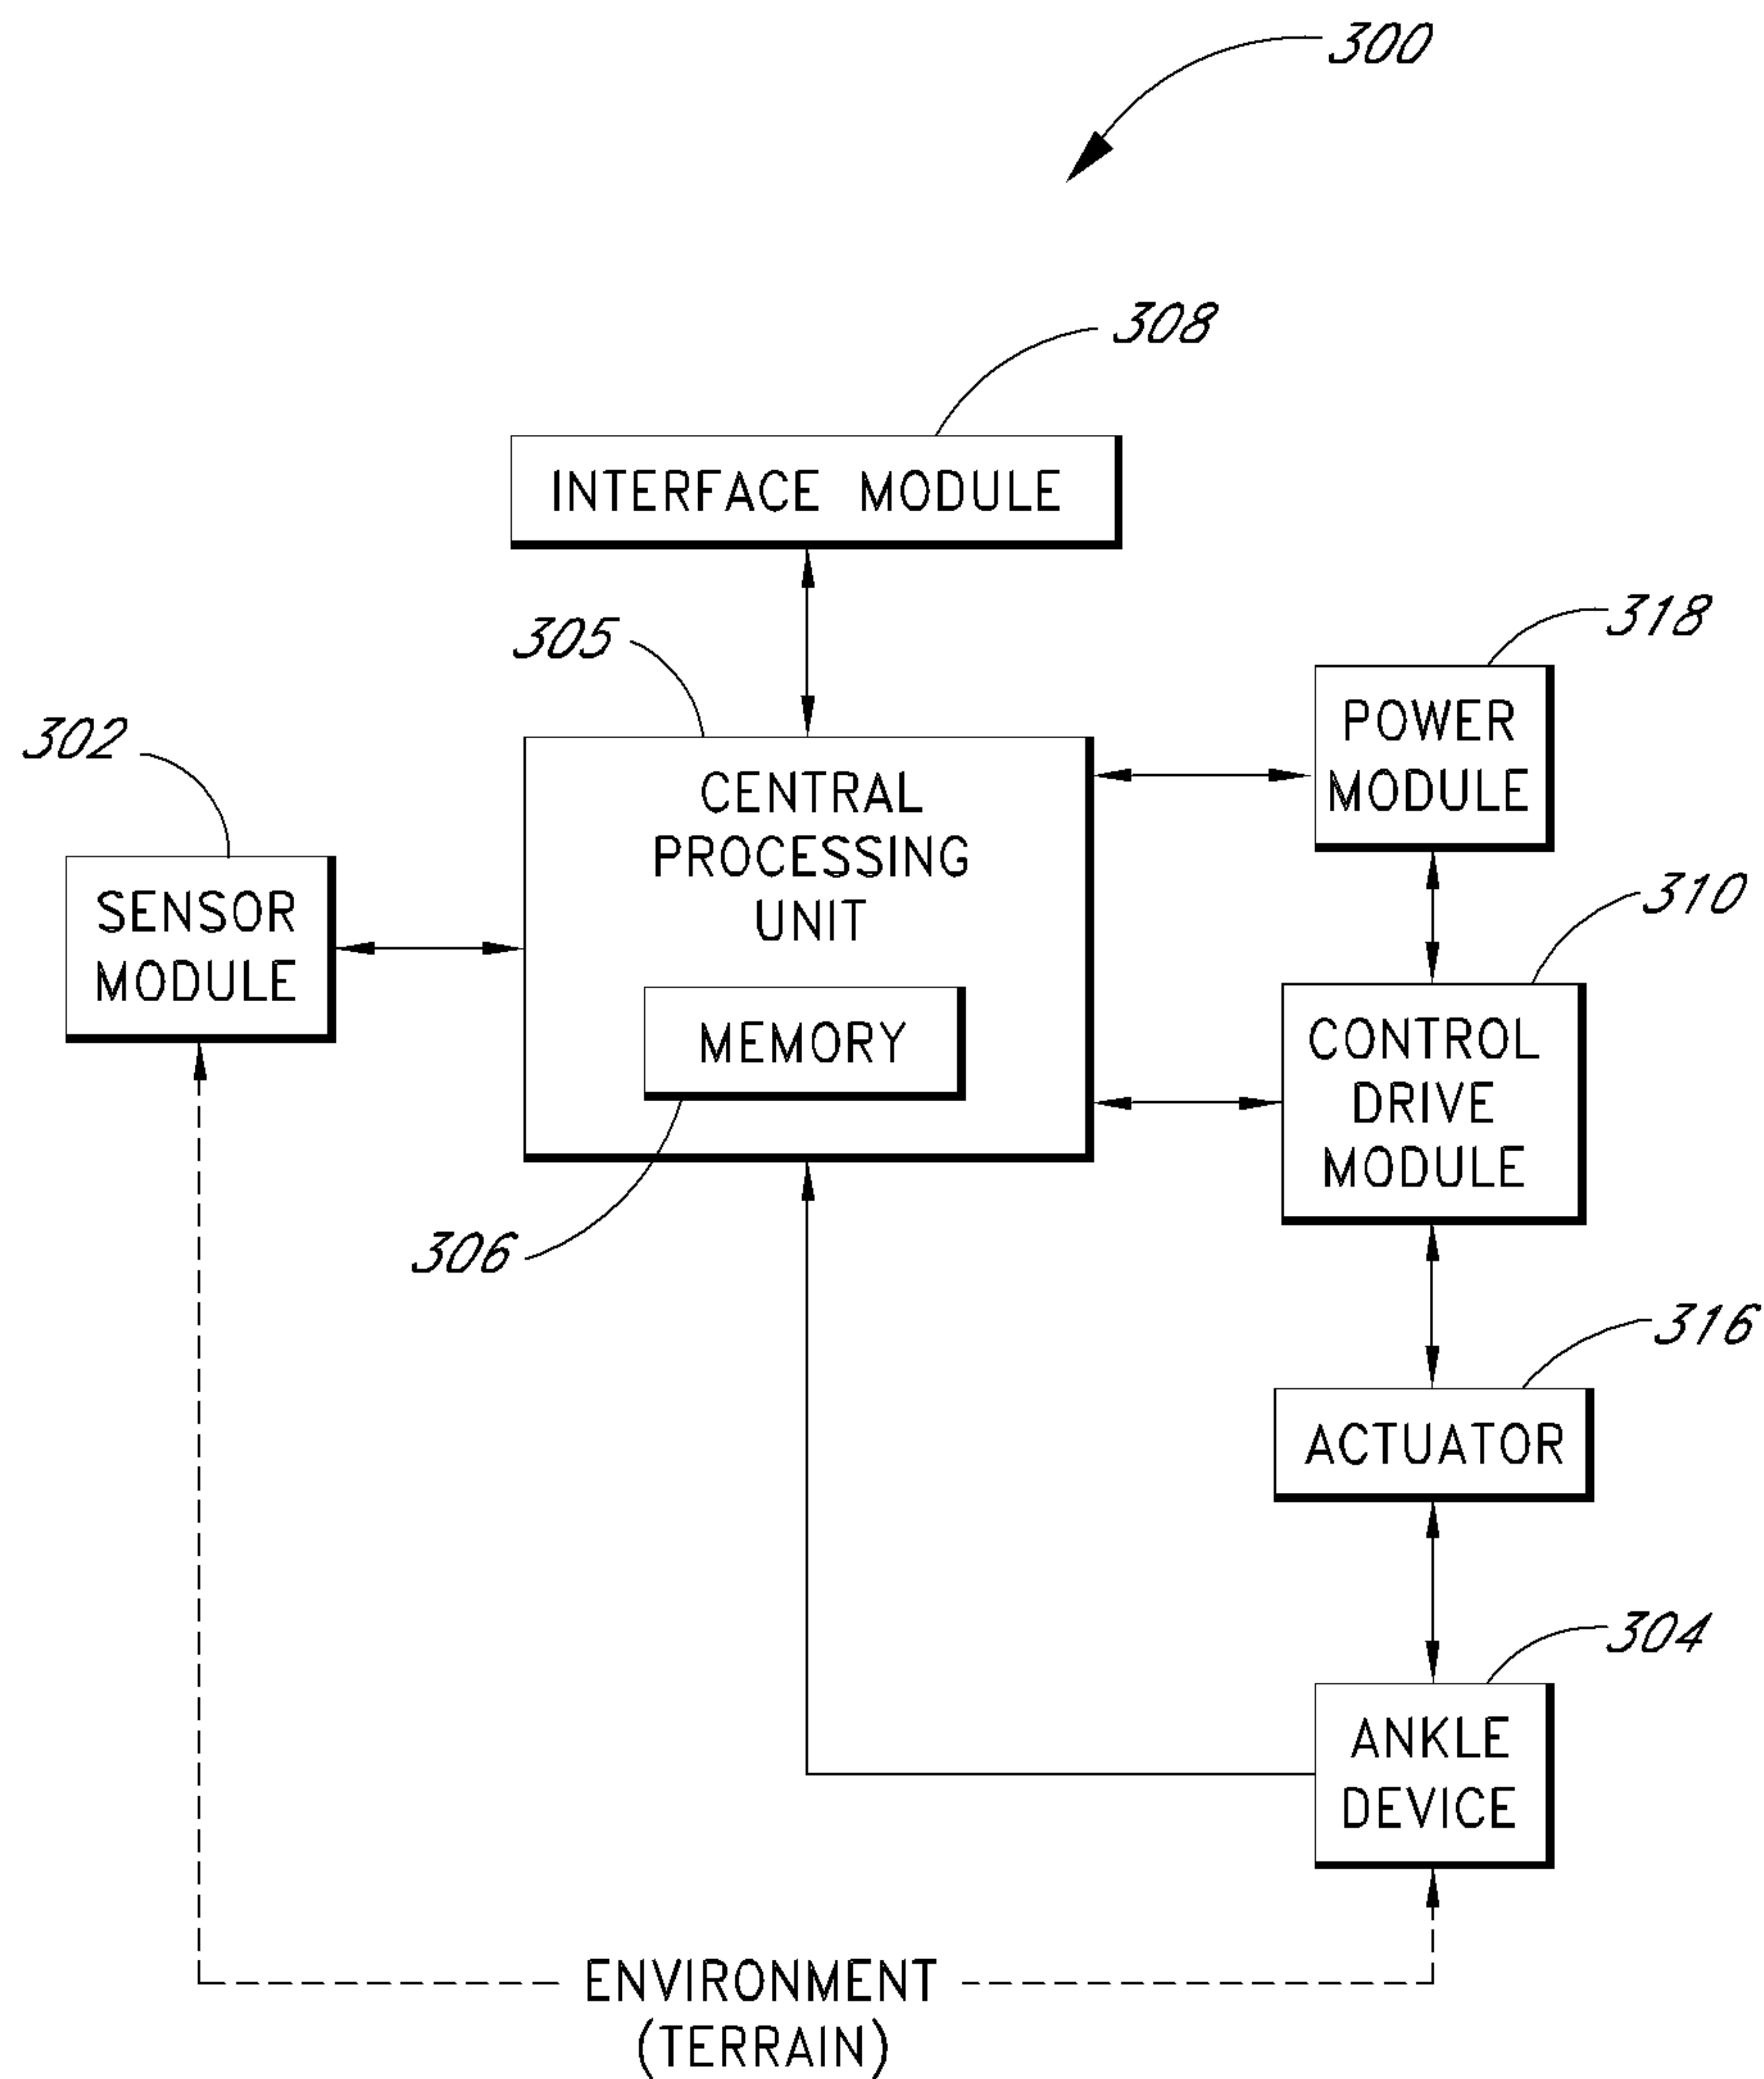 300
308
INTERFACE MODULE
305
318
POWER
MODULE
302
CENTRAL
PROCESSING
UNIT
SENSOR
MODULE
310
MEMORY
CONTROL
DRIVE
MODULE
306
316
ACTUATOR
304
ANKLE
DEVICE
ENVIRONMENT
(TERRAIN)